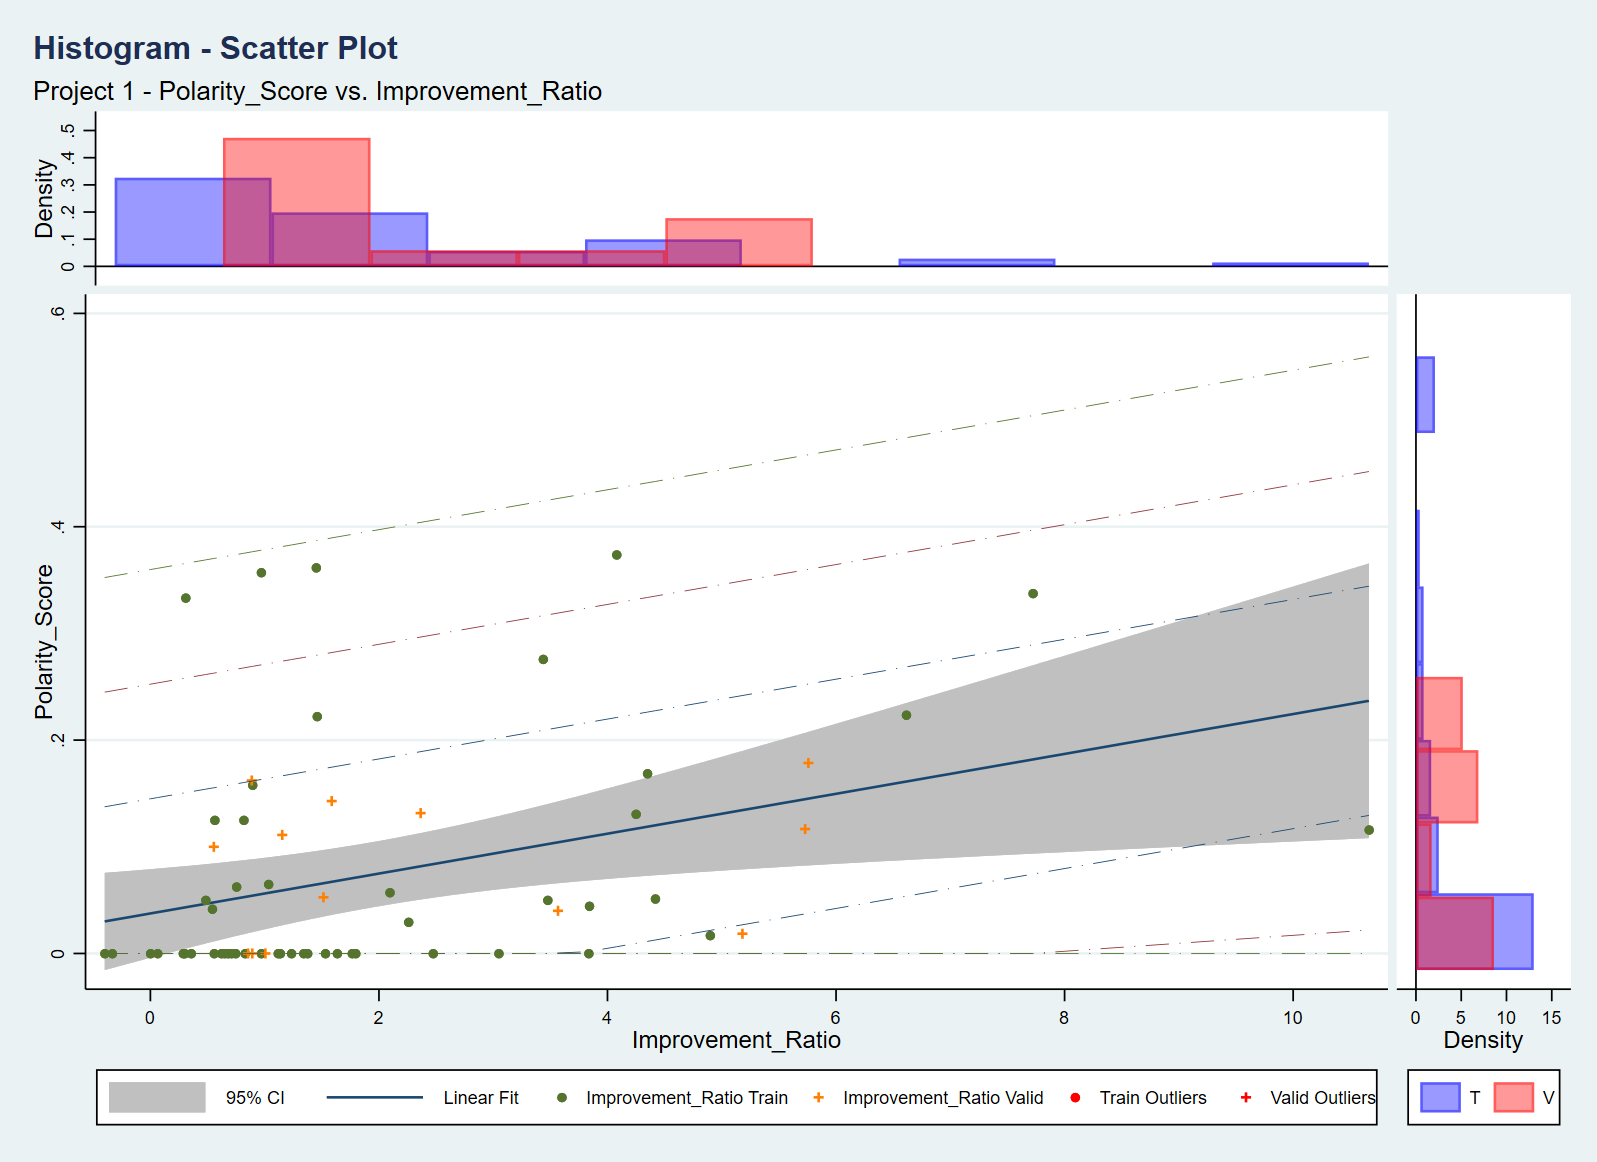 Histogram - Scatter Plot
Project 1 - Polarity_Score vs. Improvement_Ratio
Density
0 .1 .2 .3 .4 .5
Polarity_Score
0 .2 .4 .6
0 2 4 6 8 10
Improvement_Ratio
0 5 10 15
Density
95% CI Linear Fit Improvement_Ratio Train Improvement_Ratio Valid Train Outliers Valid Outliers
T V